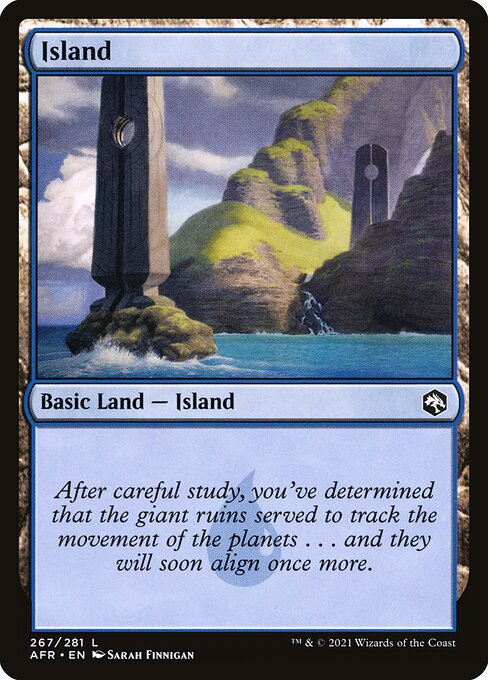 Island
Basic Land — Island
After careful study, you've determined
that the giant ruins served to track the
movement of the planets . . . and they
will soon align once more.
267/281 L
™ & © 2021 Wizards of the Coast
AFR • EN Sarah Finnigan